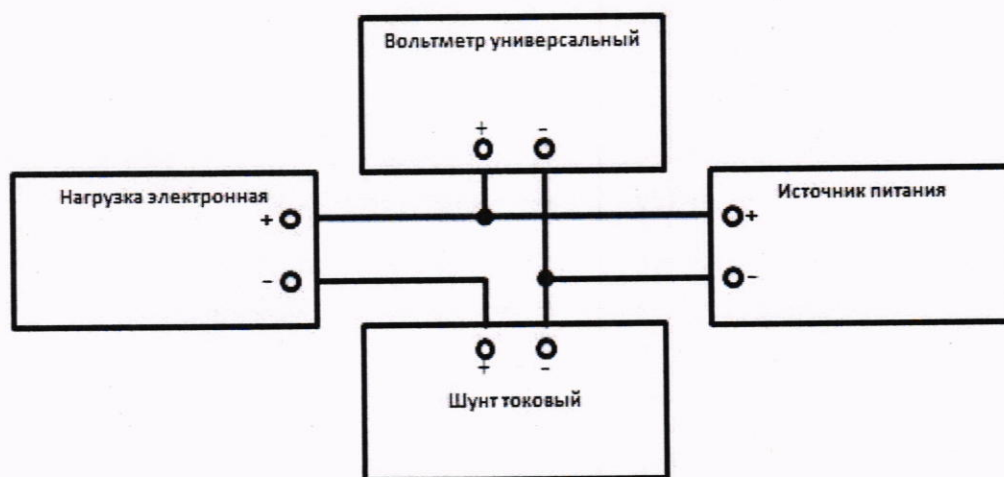 Вольтметр универсальный
+ -
Нагрузка электронная
+
-
Источник питания
+
-
+ -
Шунт токовый